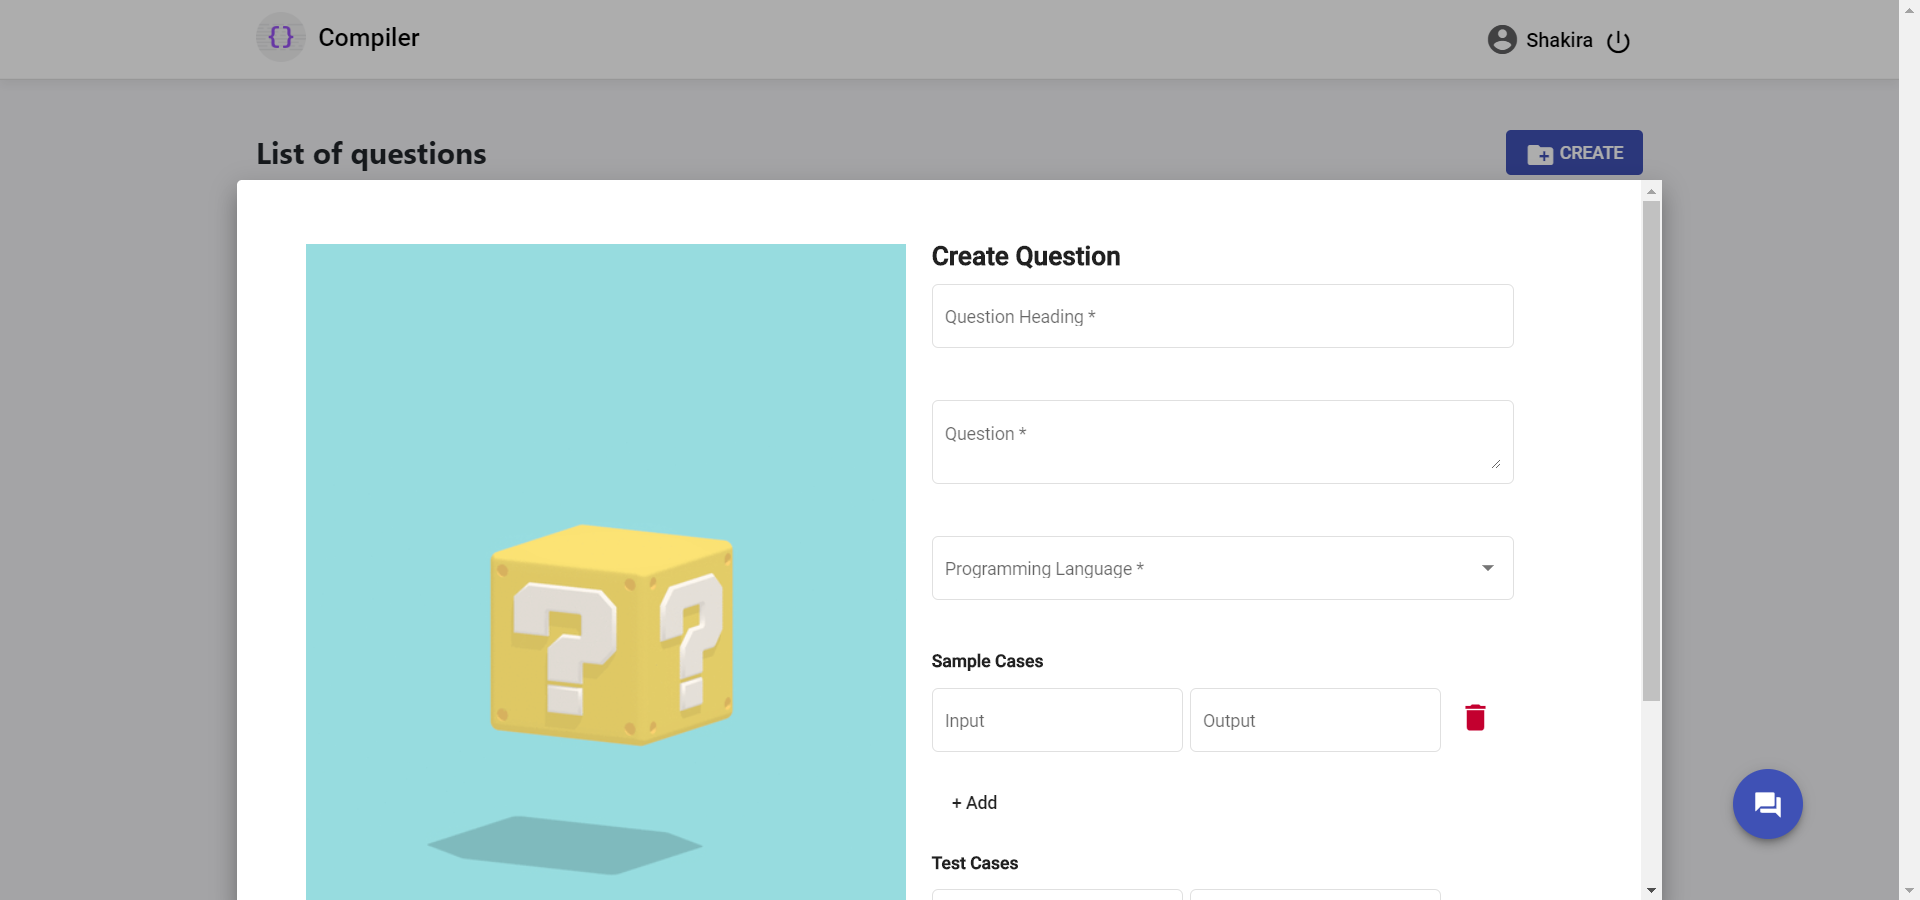 {} Compiler
Shakira
List of questions
CREATE
Create Question
Question Heading *
Question *
Programming Language *
Sample Cases
Input
Output
+ Add
Test Cases
? ?